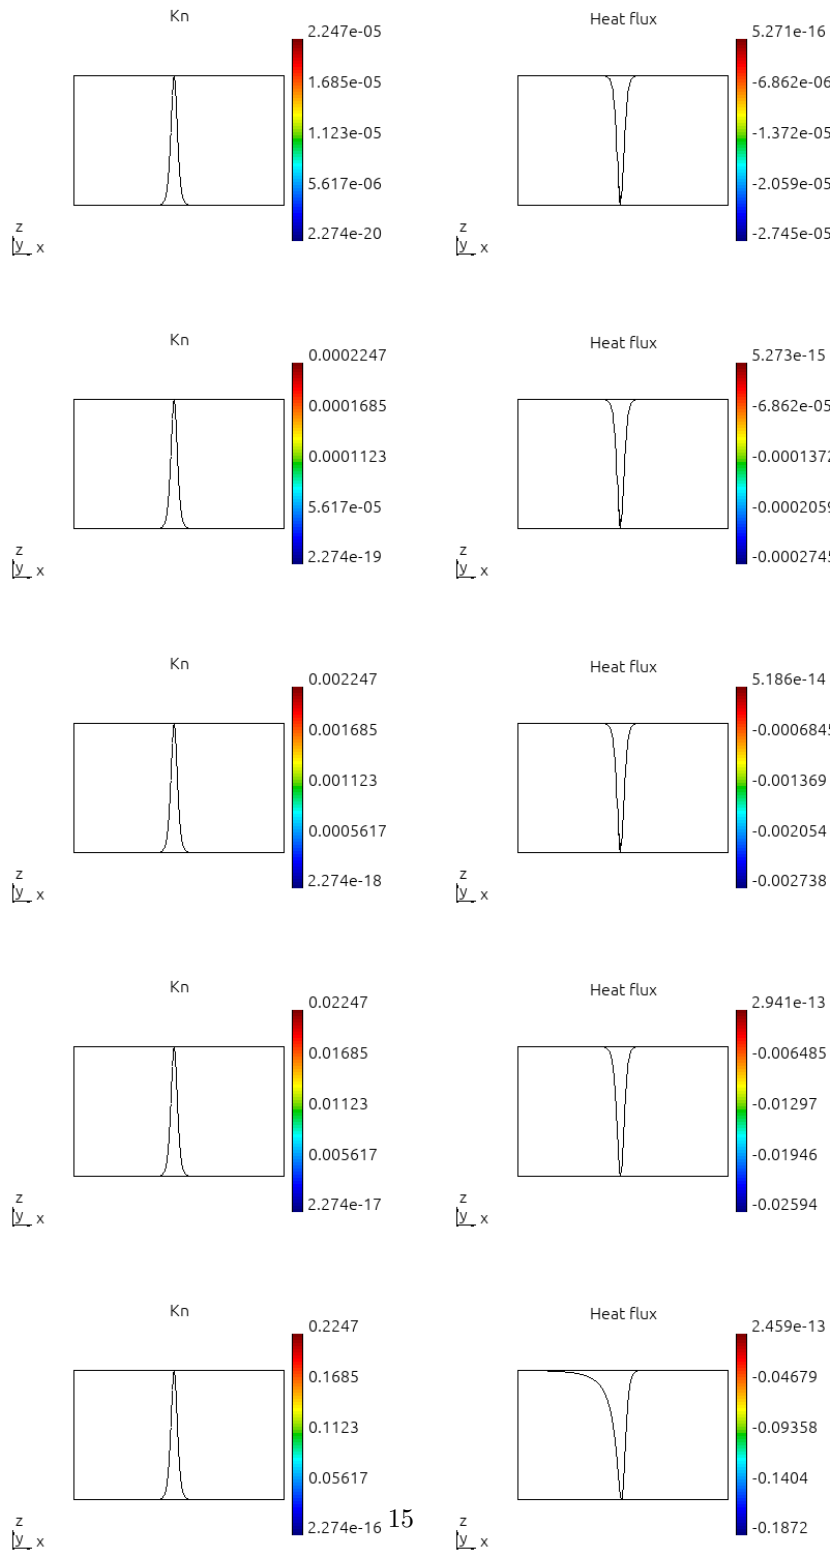 Kn
2.247e-05
1.685e-05
1.123e-05
5.617e-06
2.274e-20
z
y x
Heat flux
5.271e-16
-6.862e-06
-1.372e-05
-2.059e-05
-2.745e-05
z
y x
Kn
0.0002247
0.0001685
0.0001123
5.617e-05
2.274e-19
z
y x
Heat flux
5.273e-15
-6.862e-05
-0.0001372
-0.0002059
-0.0002745
z
y x
Kn
0.002247
0.001685
0.001123
0.0005617
2.274e-18
z
y x
Heat flux
5.186e-14
-0.0006845
-0.001369
-0.002054
-0.002738
z
y x
Kn
0.02247
0.01685
0.01123
0.005617
2.274e-17
z
y x
Heat flux
2.941e-13
-0.006485
-0.01297
-0.01946
-0.02594
z
y x
Kn
0.2247
0.1685
0.1123
0.05617
2.274e-16
z
y x
Heat flux
2.459e-13
-0.04679
-0.09358
-0.1404
-0.1872
z
y x
15